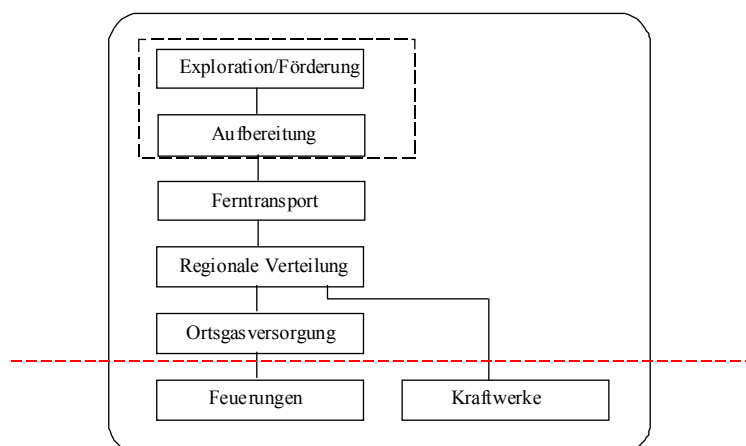 Exploration/Förderung
Aufbereitung
Ferntransport
Regionale Verteilung
Ortsgasversorgung
Feuerungen
Kraftwerke